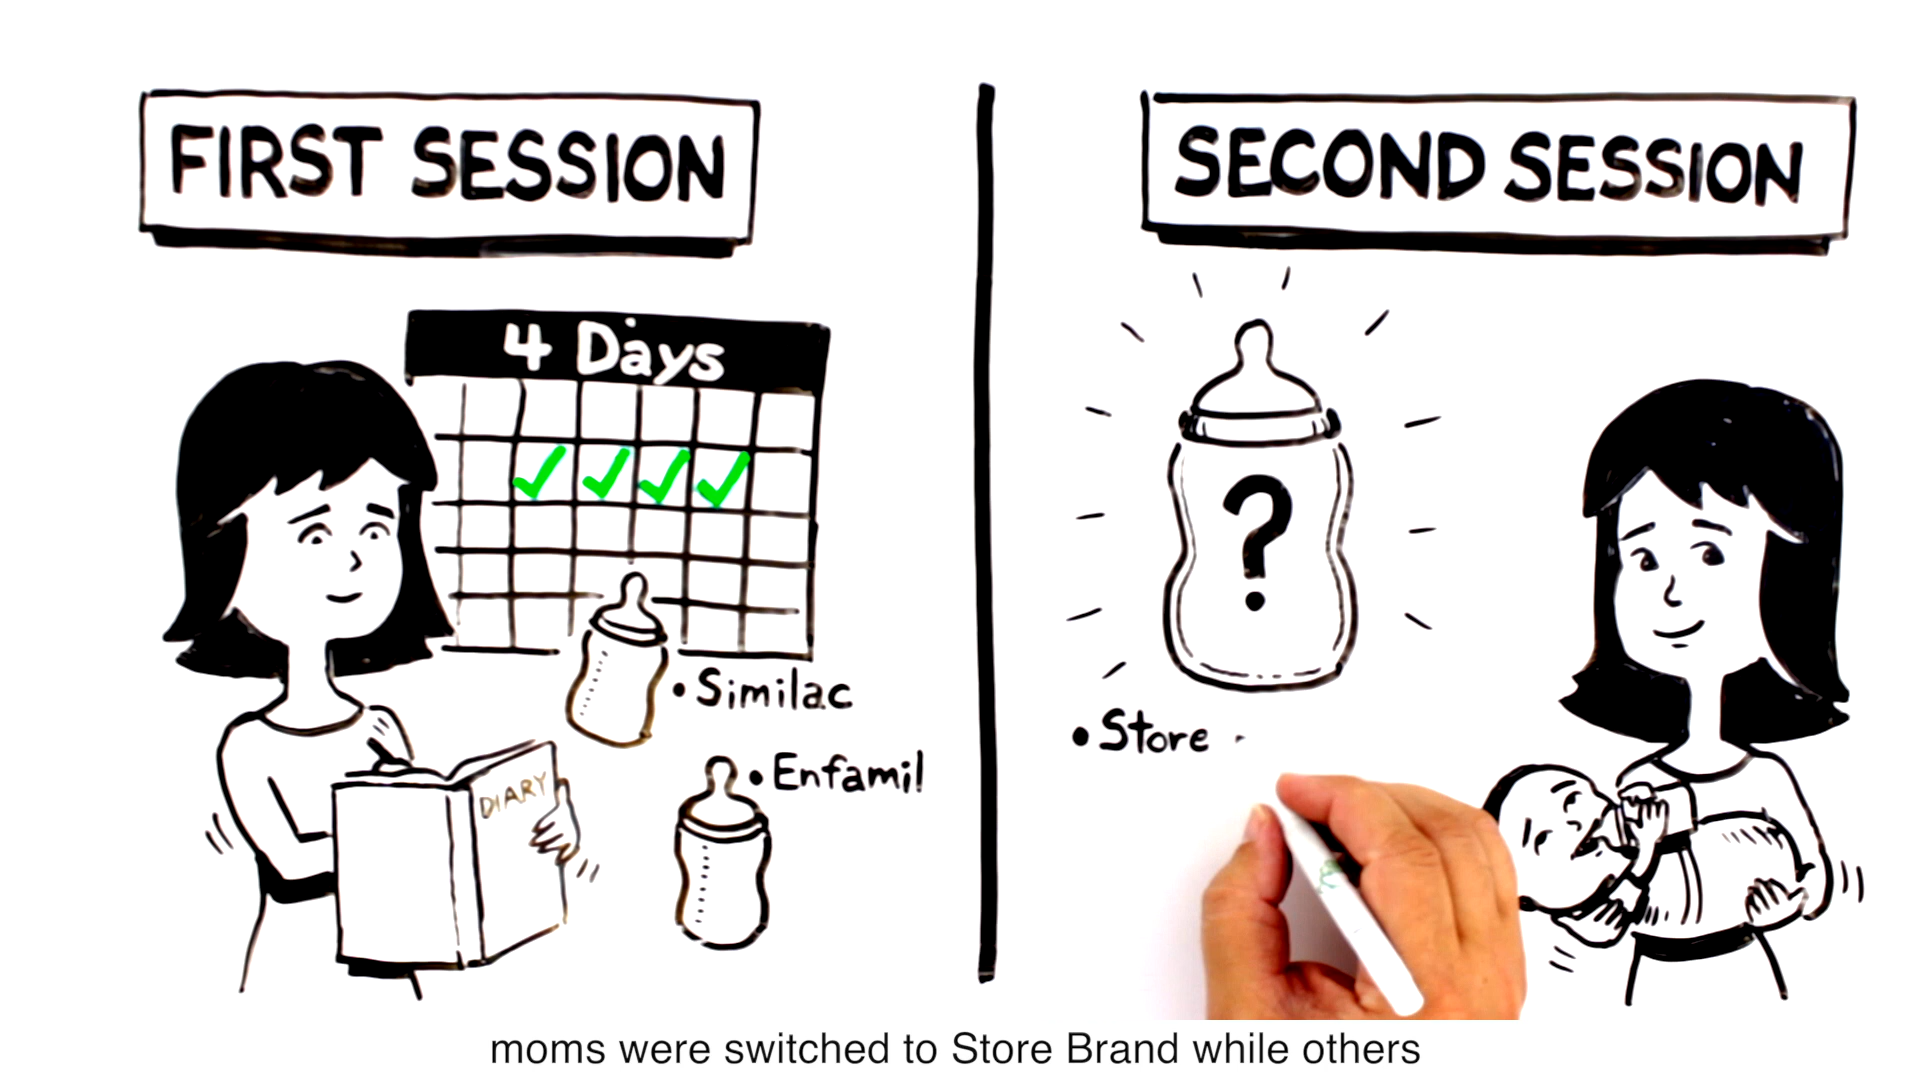 FIRST SESSION
4 Days
• Similac
• Enfamil
DIARY
SECOND SESSION
?
• Store
moms were switched to Store Brand while others